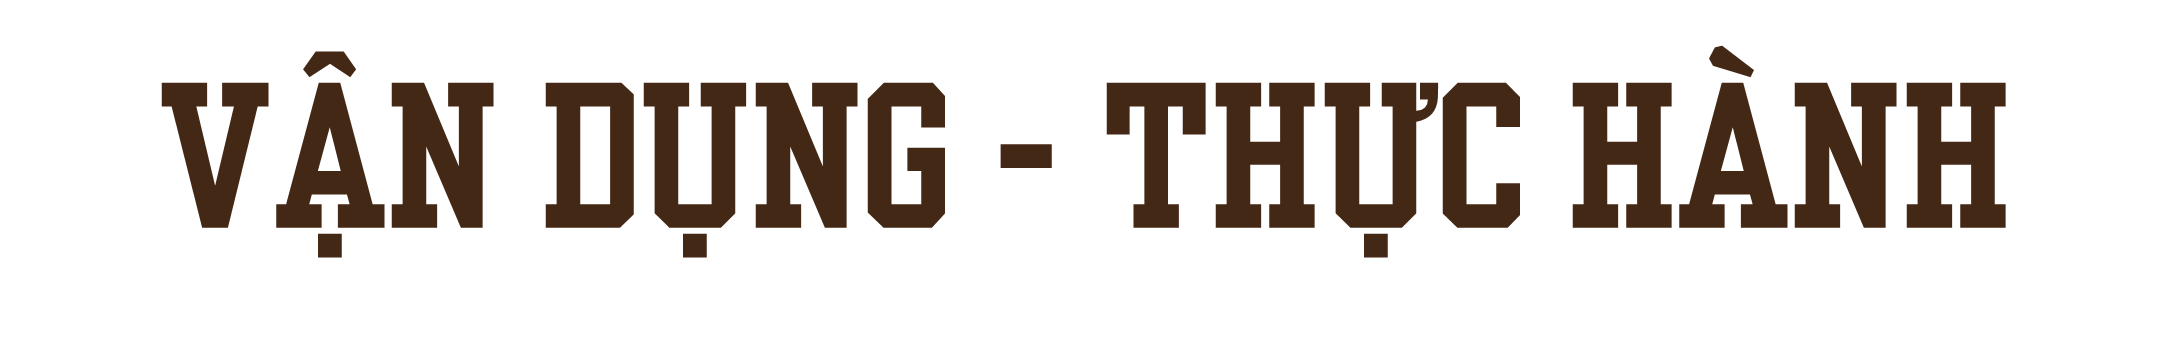 VẬN DỤNG - THỰC HÀNH